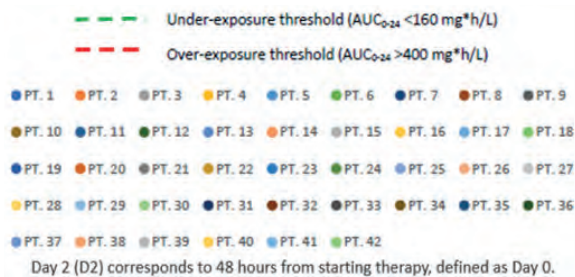 Under-exposure threshold (AUC₀₋₂₄ <160 mg*h/L)
Over-exposure threshold (AUC₀₋₂₄ >400 mg*h/L)
PT. 1 PT. 2 PT. 3 PT. 4 PT. 5 PT. 6 PT. 7 PT. 8 PT. 9
PT. 10 PT. 11 PT. 12 PT. 13 PT. 14 PT. 15 PT. 16 PT. 17 PT. 18
PT. 19 PT. 20 PT. 21 PT. 22 PT. 23 PT. 24 PT. 25 PT. 26 PT. 27
PT. 28 PT. 29 PT. 30 PT. 31 PT. 32 PT. 33 PT. 34 PT. 35 PT. 36
PT. 37 PT. 38 PT. 39 PT. 40 PT. 41 PT. 42
Day 2 (D2) corresponds to 48 hours from starting therapy, defined as Day 0.